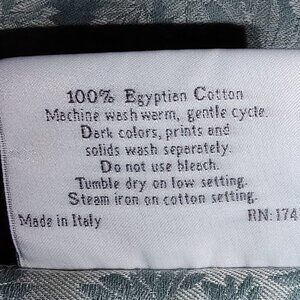 100% Egyptian Cotton
Machine wash warm, gentle cycle.
Dark colors, prints and
solids wash separately.
Do not use bleach.
Tumble dry on low setting.
Steam iron on cotton setting.
Made in Italy RN: 174